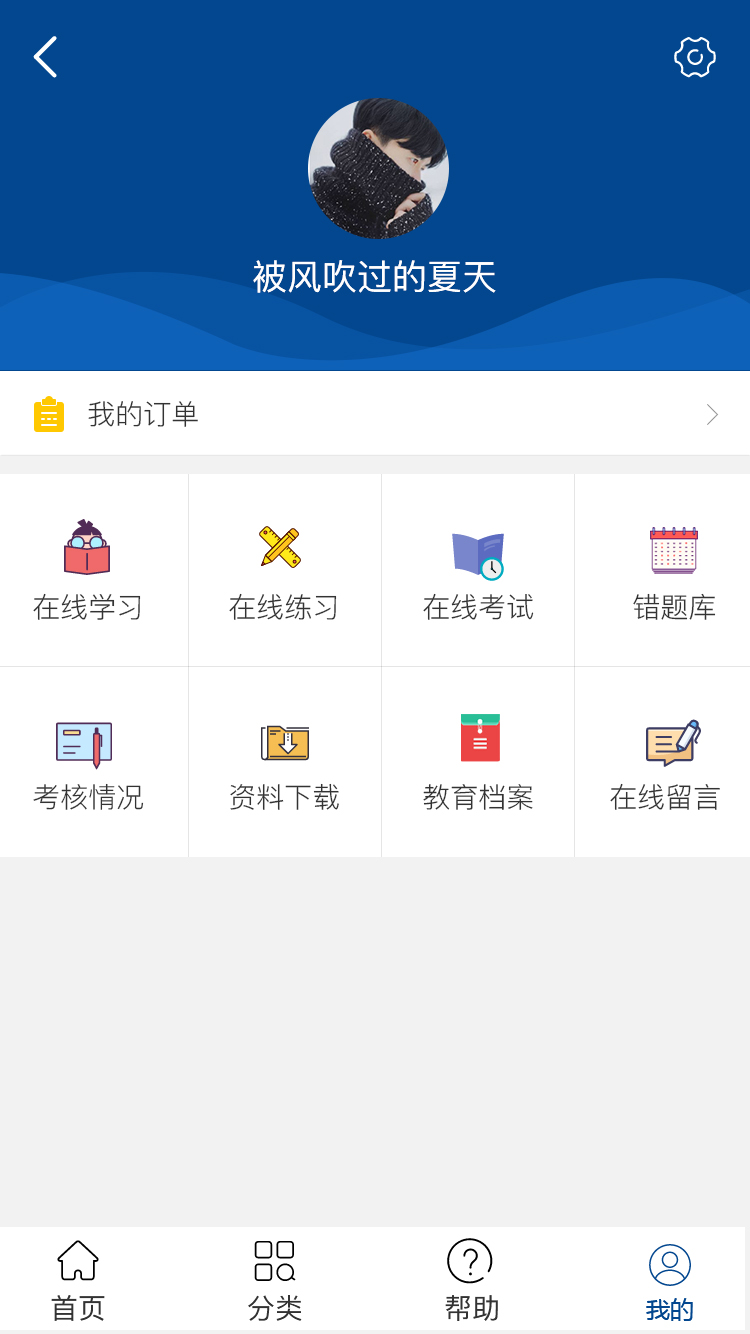 被风吹过的夏天
我的订单
在线学习 在线练习 在线考试 错题库
考核情况 资料下载 教育档案 在线留言
首页 分类 帮助 我的